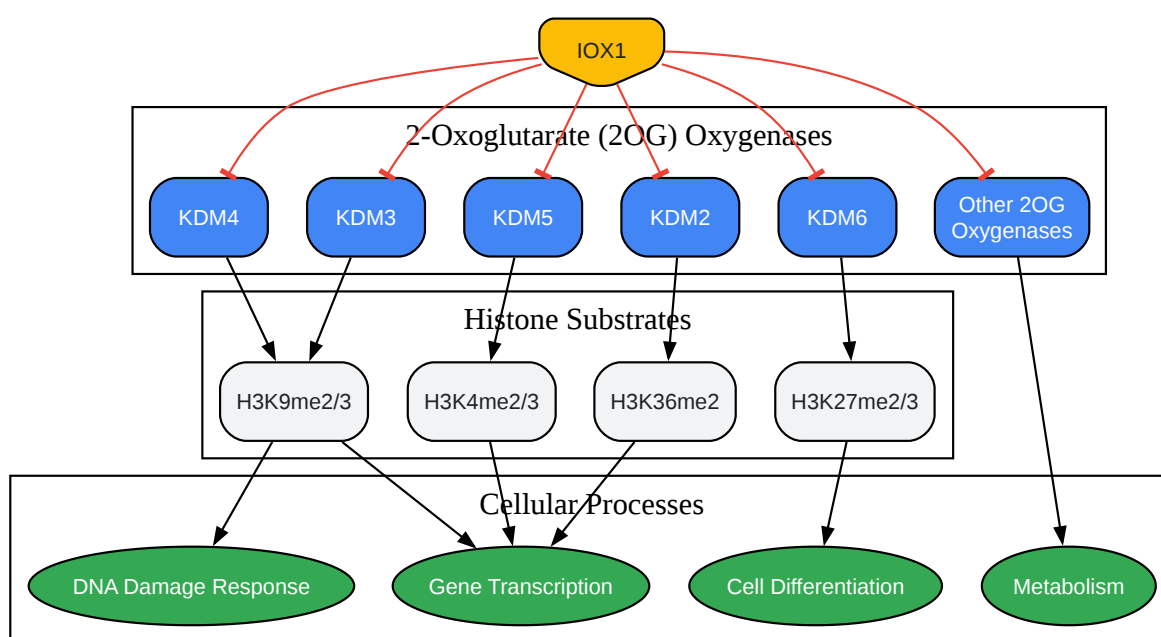 IOX1
2-Oxoglutarate (2OG) Oxygenases
KDM4
KDM3
KDM5
KDM2
KDM6
Other 2OG
Oxygenases
Histone Substrates
H3K9me2/3
H3K4me2/3
H3K36me2
H3K27me2/3
Cellular Processes
DNA Damage Response
Gene Transcription
Cell Differentiation
Metabolism